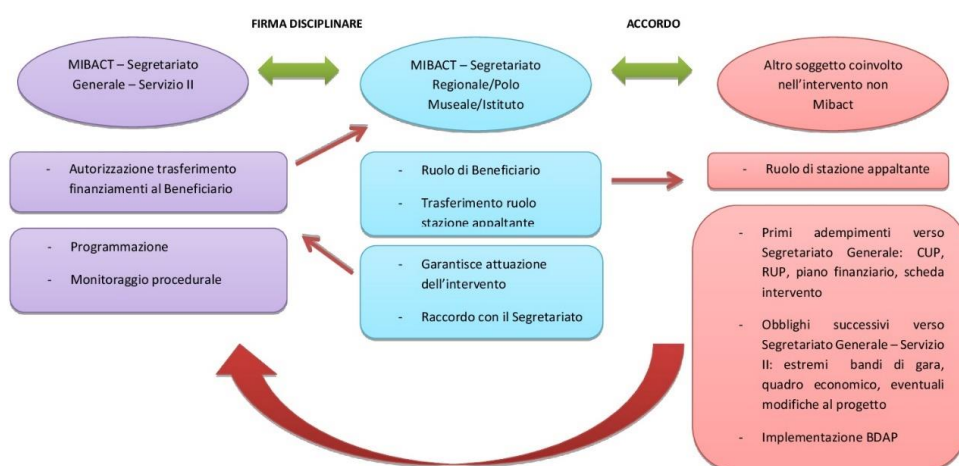 FIRMA DISCIPLINARE
ACCORDO
MIBACT – Segretariato
Generale – Servizio II
MIBACT – Segretariato
Regionale/Polo
Museale/Istituto
Altro soggetto coinvolto
nell'intervento non
Mibact
- Autorizzazione trasferimento
finanziamenti al Beneficiario
- Programmazione
- Monitoraggio procedurale
- Ruolo di Beneficiario
- Trasferimento ruolo
stazione appaltante
- Garantisce attuazione
dell'intervento
- Raccordo con il Segretariato
- Ruolo di stazione appaltante
- Primi adempimenti verso
Segretariato Generale: CUP,
RUP, piano finanziario, scheda
intervento
- Obblighi successivi verso
Segretariato Generale – Servizio
II: estremi bandi di gara,
quadro economico, eventuali
modifiche al progetto
- Implementazione BDAP